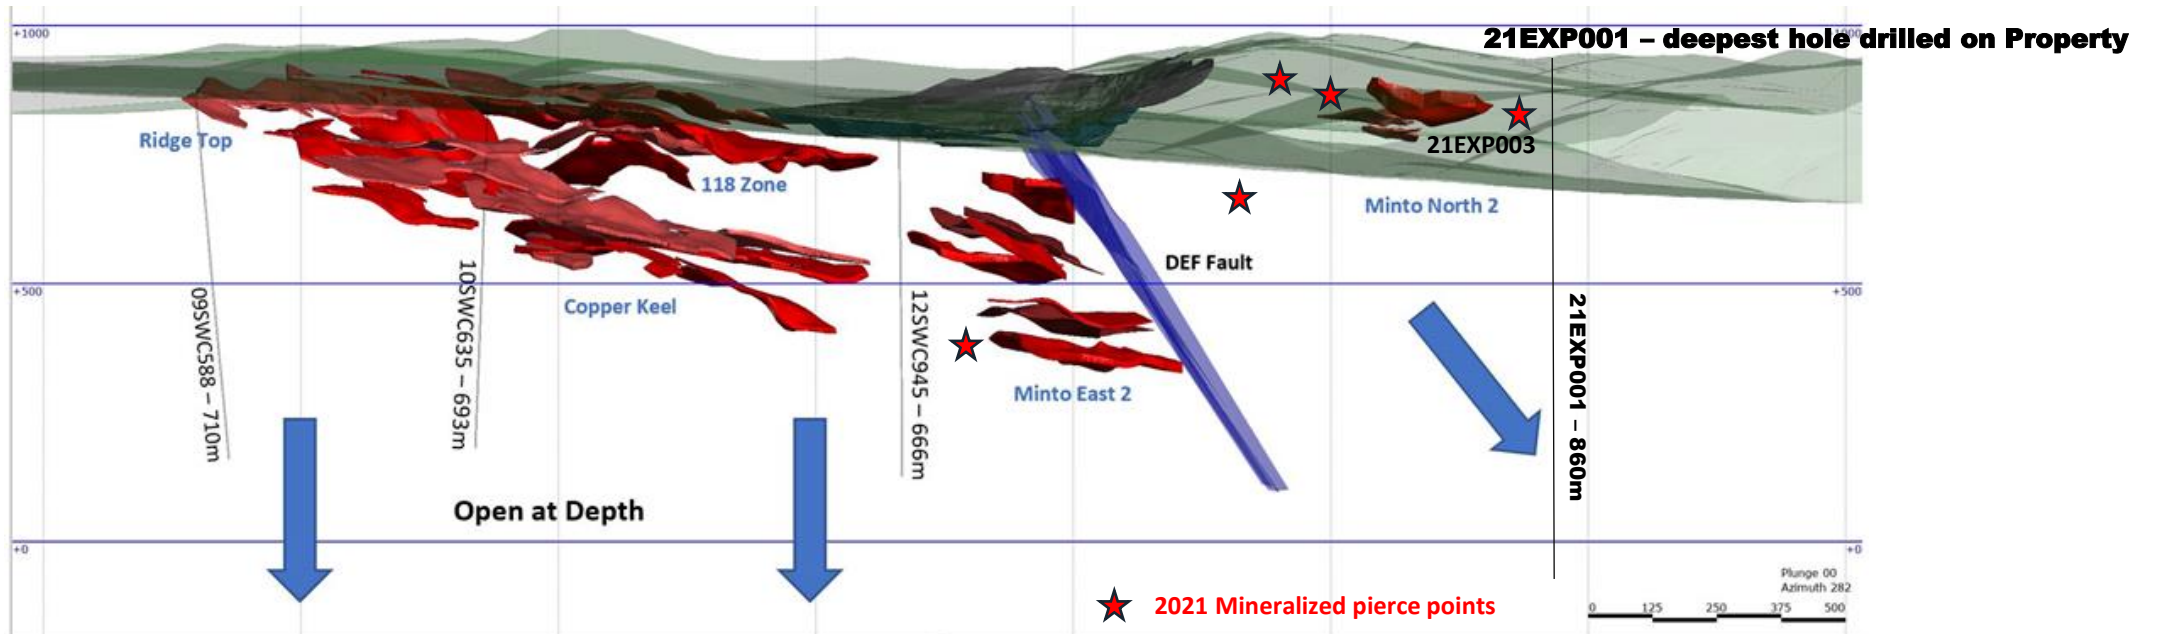 +1000
21EXP001 – deepest hole drilled on Property
Ridge Top
118 Zone
21EXP003
Minto North 2
DEF Fault
+500
+500
Copper Keel
09SWC588 – 710m
10SWC635 – 693m
12SWC945 – 666m
21EXP001 – 860m
Minto East 2
Open at Depth
+0
+0
Plunge 00
Azimuth 282
2021 Mineralized pierce points
0 125 250 375 500